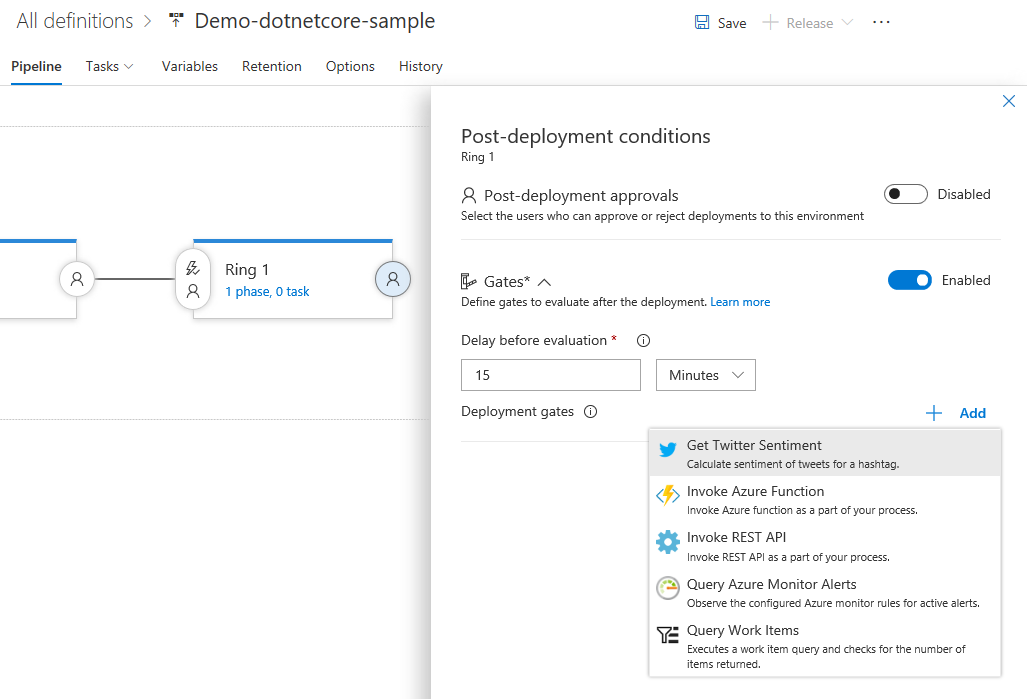 All definitions > Demo-dotnetcore-sample
Save
Release
...
Pipeline
Tasks
Variables
Retention
Options
History
Ring 1
1 phase, 0 task
Post-deployment conditions
Ring 1
Post-deployment approvals
Disabled
Select the users who can approve or reject deployments to this environment
Gates*
Enabled
Define gates to evaluate after the deployment. Learn more
Delay before evaluation *
15
Minutes
Deployment gates
+ Add
Get Twitter Sentiment
Calculate sentiment of tweets for a hashtag.
Invoke Azure Function
Invoke Azure function as a part of your process.
Invoke REST API
Invoke REST API as a part of your process.
Query Azure Monitor Alerts
Observe the configured Azure monitor rules for active alerts.
Query Work Items
Executes a work item query and checks for the number of
items returned.